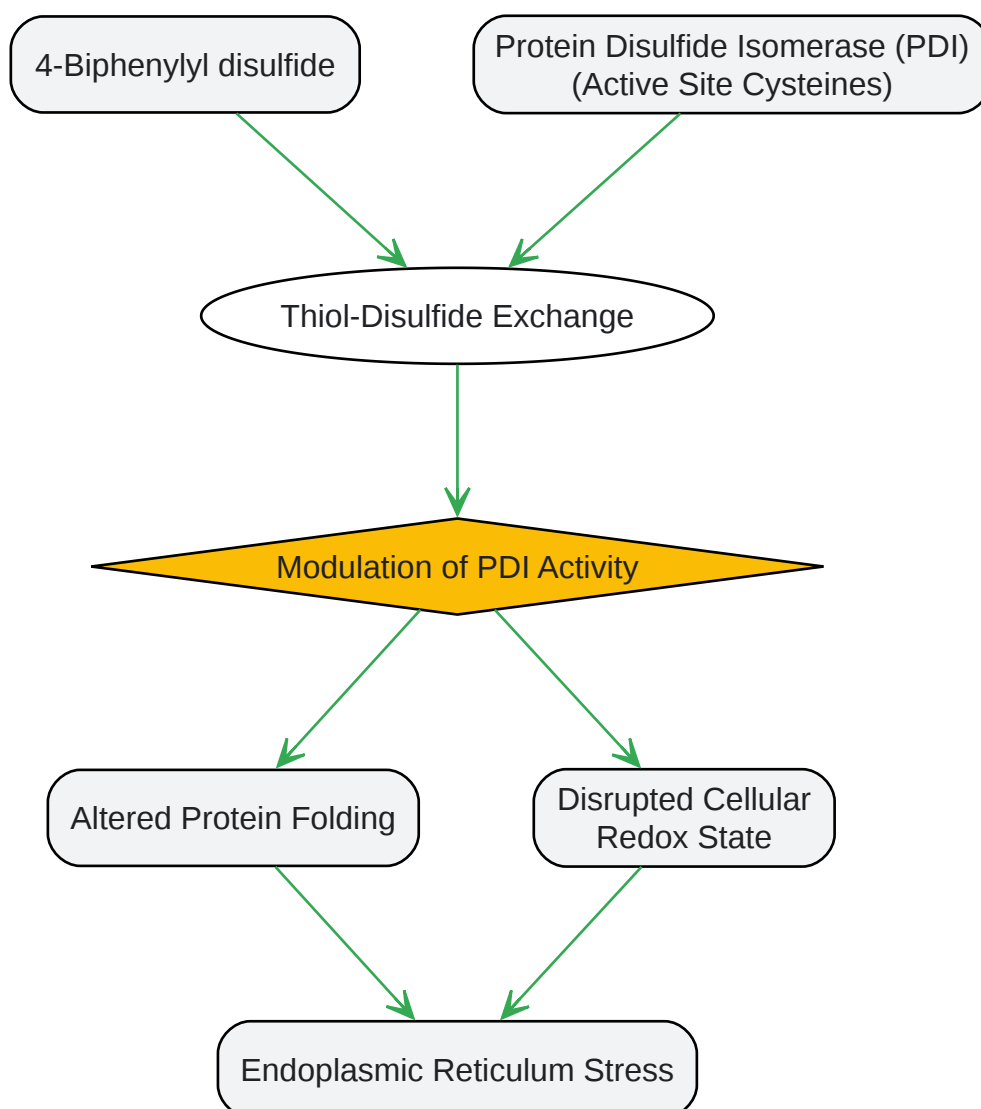 4-Biphenylyl disulfide
Protein Disulfide Isomerase (PDI)
(Active Site Cysteines)
Thiol-Disulfide Exchange
Modulation of PDI Activity
Altered Protein Folding
Disrupted Cellular
Redox State
Endoplasmic Reticulum Stress